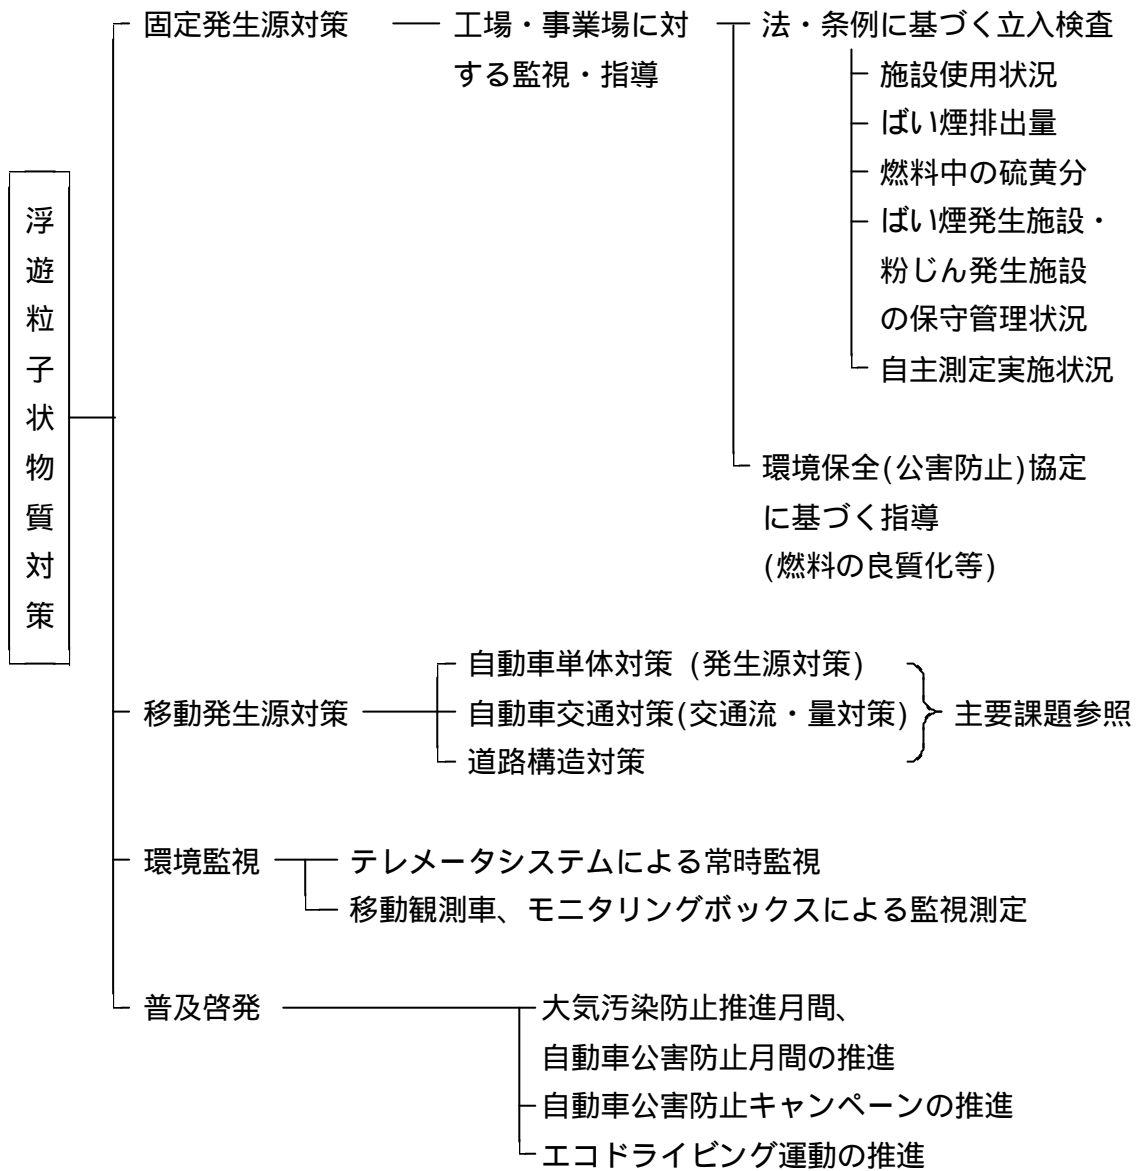 浮遊粒子状物質対策
固定発生源対策
工場・事業場に対
する監視・指導
法・条例に基づく立入検査
施設使用状況
ばい煙排出量
燃料中の硫黄分
ばい煙発生施設・
粉じん発生施設
の保守管理状況
自主測定実施状況
環境保全(公害防止)協定
に基づく指導
(燃料の良質化等)
移動発生源対策
自動車単体対策 (発生源対策)
自動車交通対策(交通流・量対策)
道路構造対策
主要課題参照
環境監視
テレメータシステムによる常時監視
移動観測車、モニタリングボックスによる監視測定
普及啓発
大気汚染防止推進月間、
自動車公害防止月間の推進
自動車公害防止キャンペーンの推進
エコドライビング運動の推進